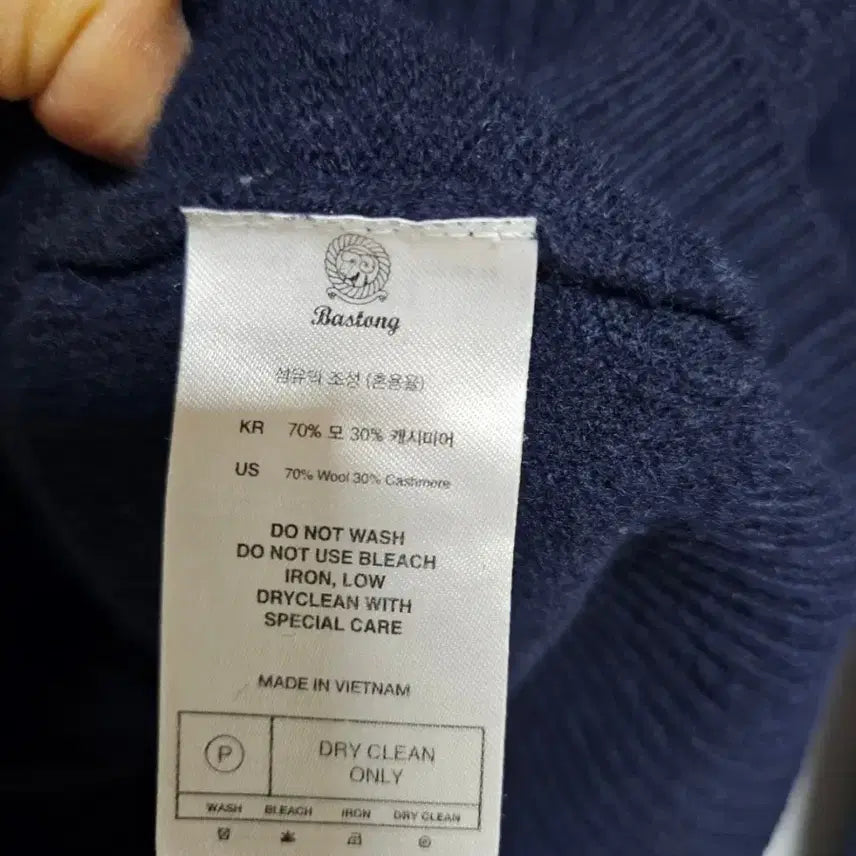 Bastong
섬유의 조성 (혼용율)
KR 70% 모 30% 캐시미어
US 70% Wool 30% Cashmere
DO NOT WASH
DO NOT USE BLEACH
IRON, LOW
DRYCLEAN WITH
SPECIAL CARE
MADE IN VIETNAM
P
DRY CLEAN
ONLY
WASH BLEACH IRON DRY CLEAN